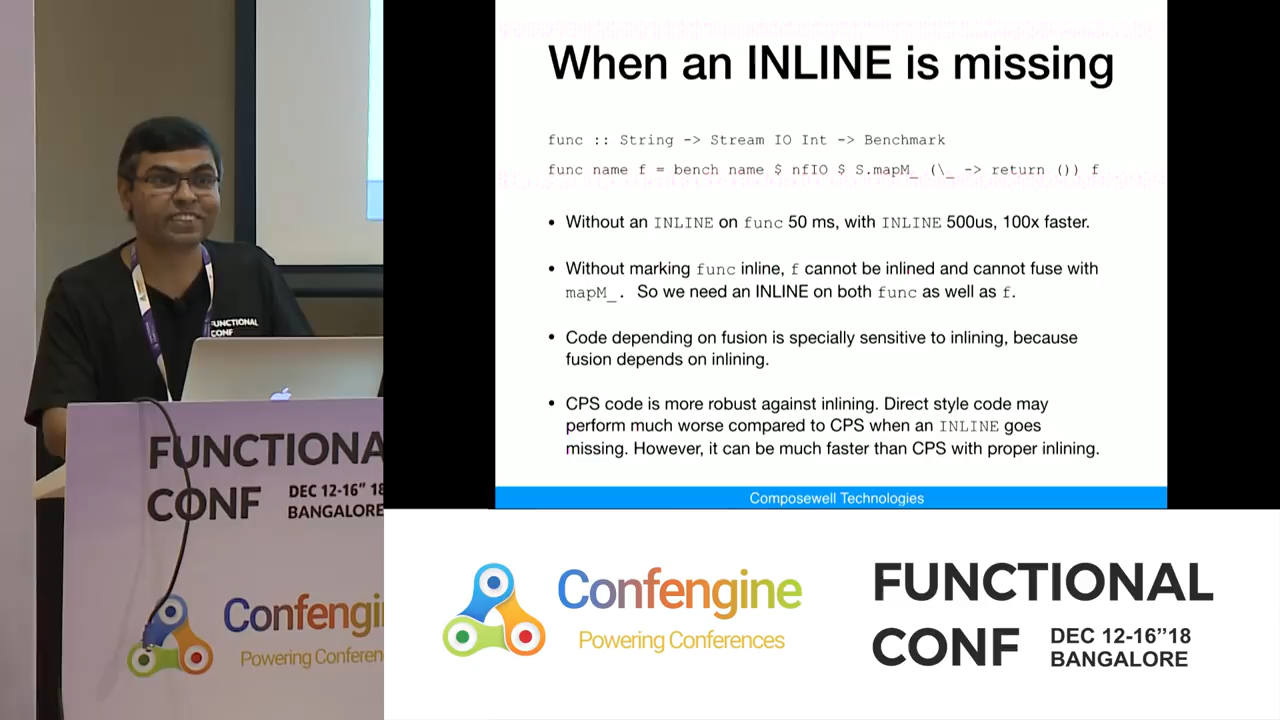 When an INLINE is missing
func :: String -> Stream IO Int -> Benchmark
func name f = bench name $ nfIO $ S.mapM_ (\_ -> return ()) f
• Without an INLINE on func 50 ms, with INLINE 500us, 100x faster.
• Without marking func inline, f cannot be inlined and cannot fuse with
mapM_. So we need an INLINE on both func as well as f.
• Code depending on fusion is specially sensitive to inlining, because
fusion depends on inlining.
• CPS code is more robust against inlining. Direct style code may
perform much worse compared to CPS when an INLINE goes
missing. However, it can be much faster than CPS with proper inlining.
Composewell Technologies
FUNCTIONAL
CONF
FUNCTIONA
CONF
DEC 12-16" 18
BANGALORE
Confengi
Powering Conferen
Confengine
Powering Conferences
FUNCTIONAL
CONF
DEC 12-16"18
BANGALORE